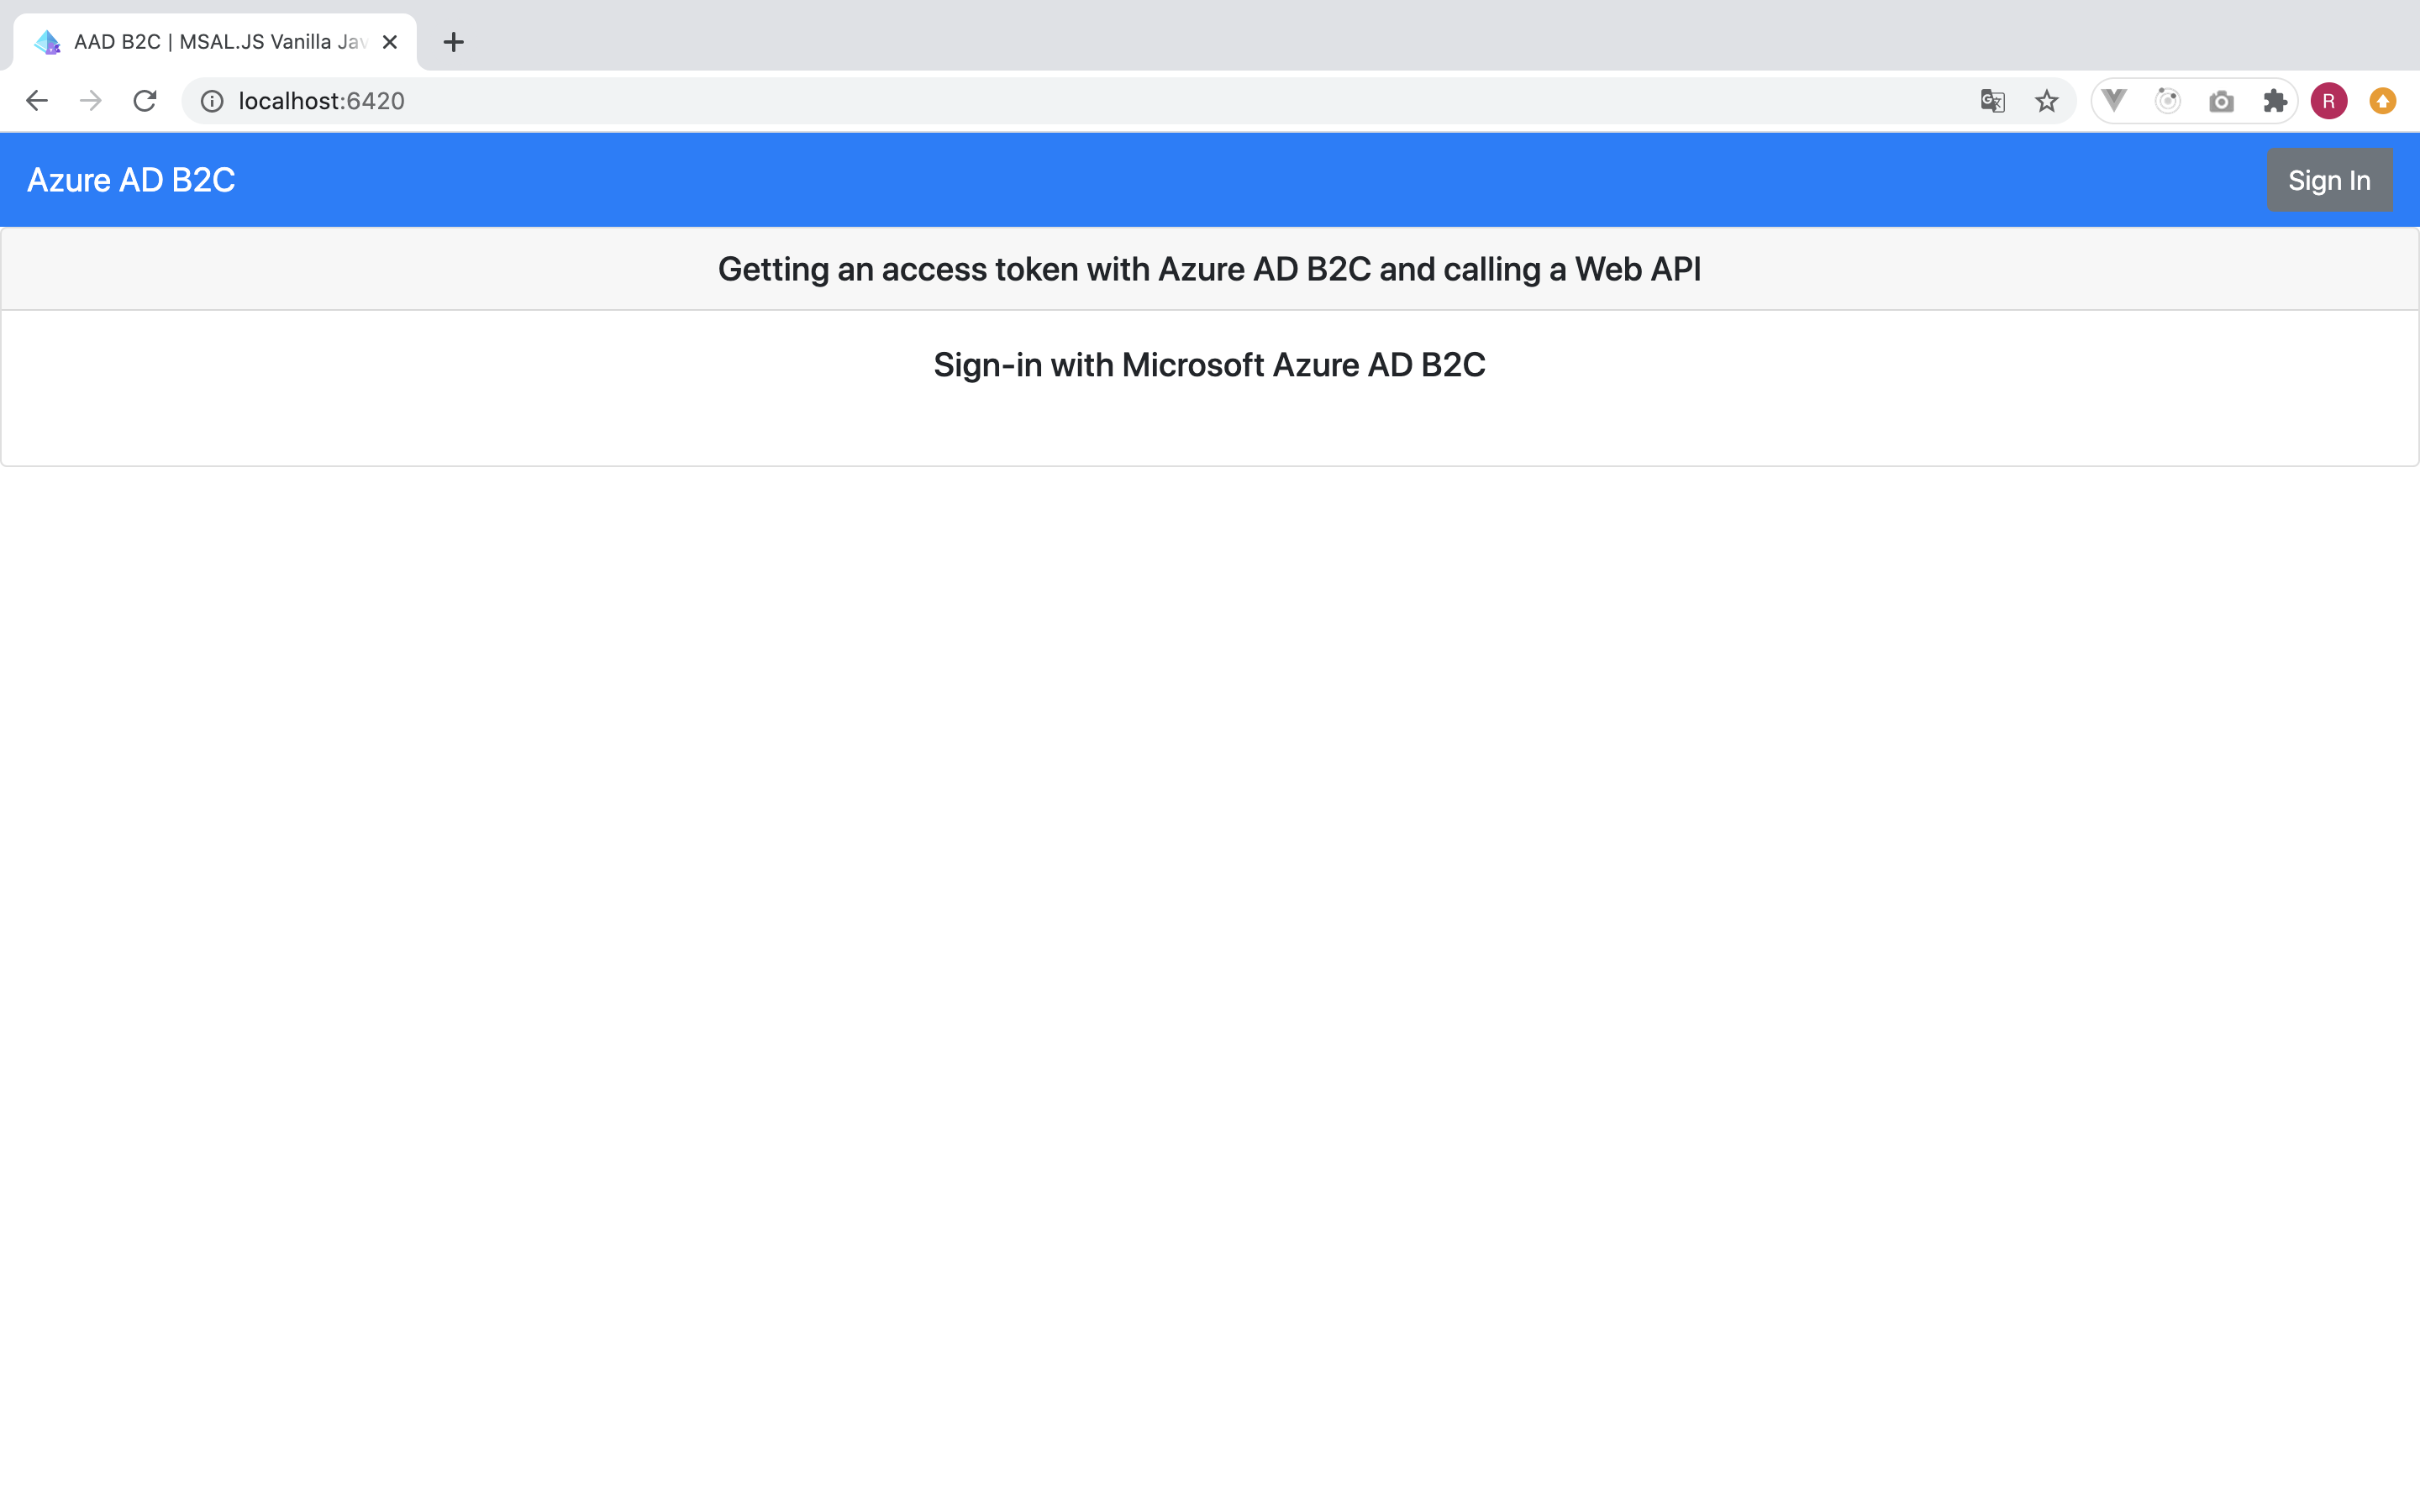 AAD B2C | MSAL.JS Vanilla Jav
localhost:6420
R
Azure AD B2C
Sign In
Getting an access token with Azure AD B2C and calling a Web API
Sign-in with Microsoft Azure AD B2C